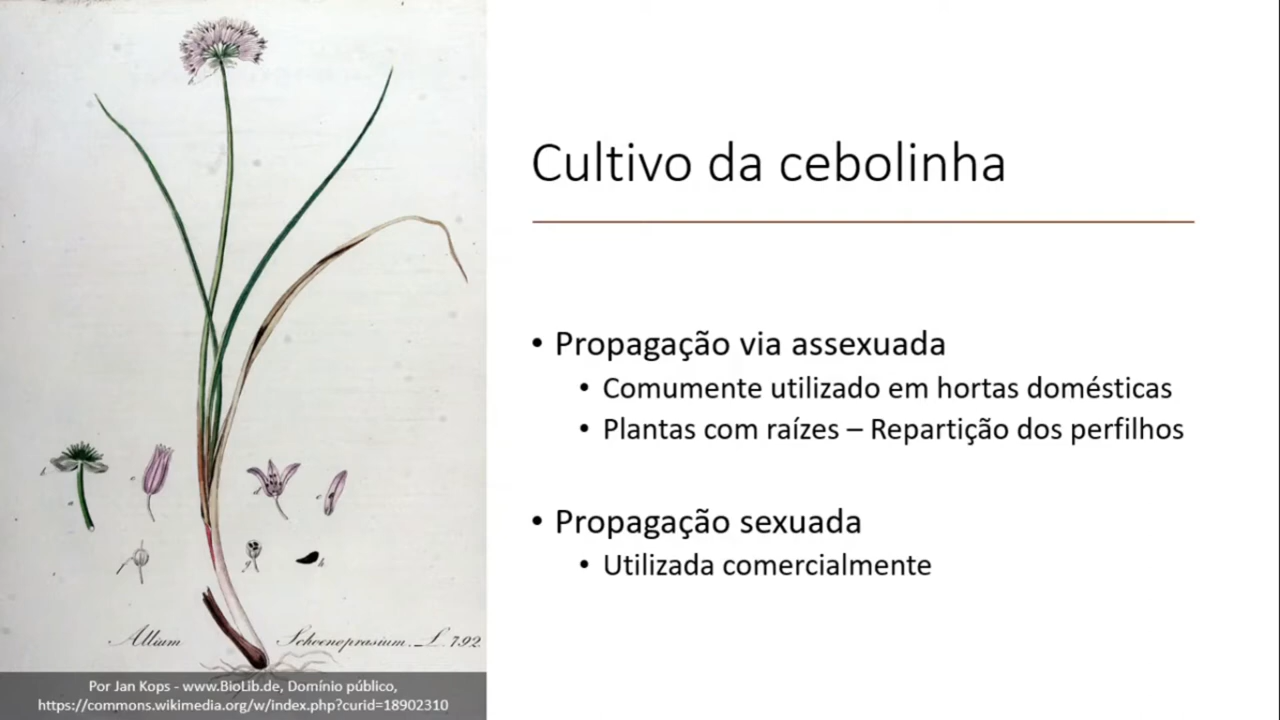 Cultivo da cebolinha
• Propagação via assexuada
• Comumente utilizado em hortas domésticas
• Plantas com raízes – Repartição dos perfilhos
• Propagação sexuada
• Utilizada comercialmente
Allium Schoenoprasium. L. 792.
Por Jan Kops - www.BioLib.de, Domínio público,
https://commons.wikimedia.org/w/index.php?curid=18902310